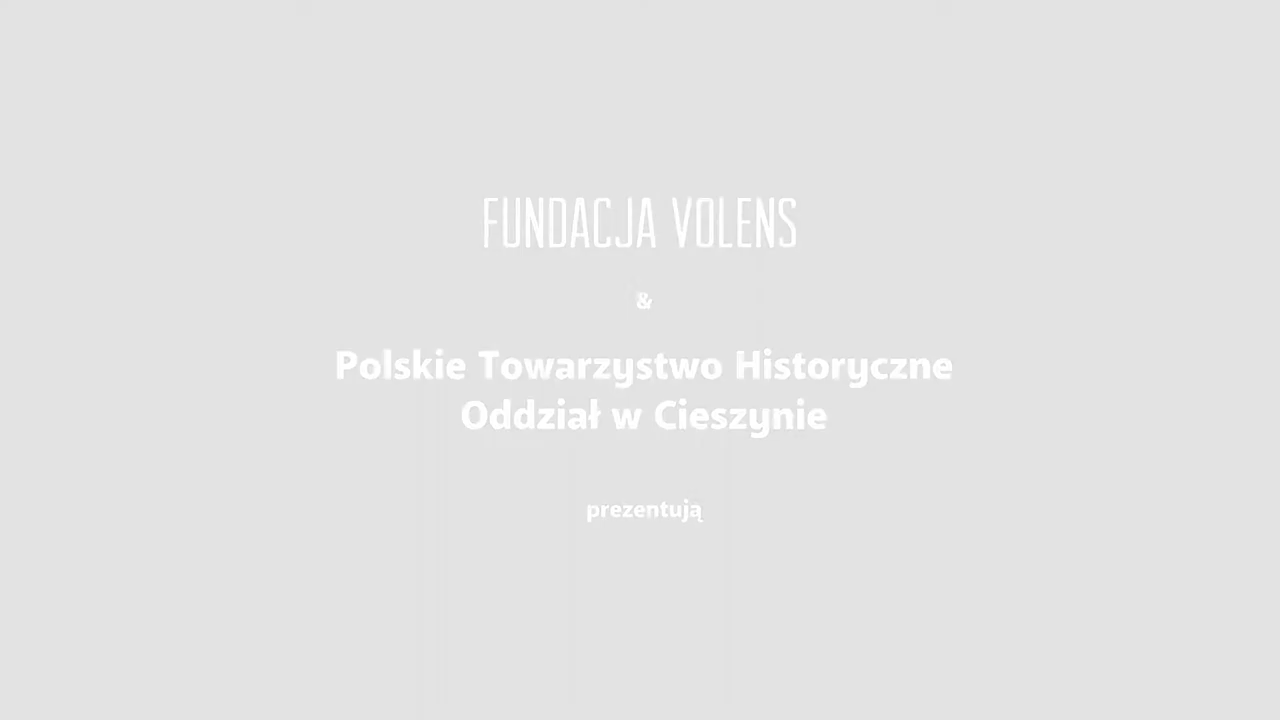 FUNDACJA VOLENS
&
Polskie Towarzystwo Historyczne
Oddział w Cieszynie
prezentują